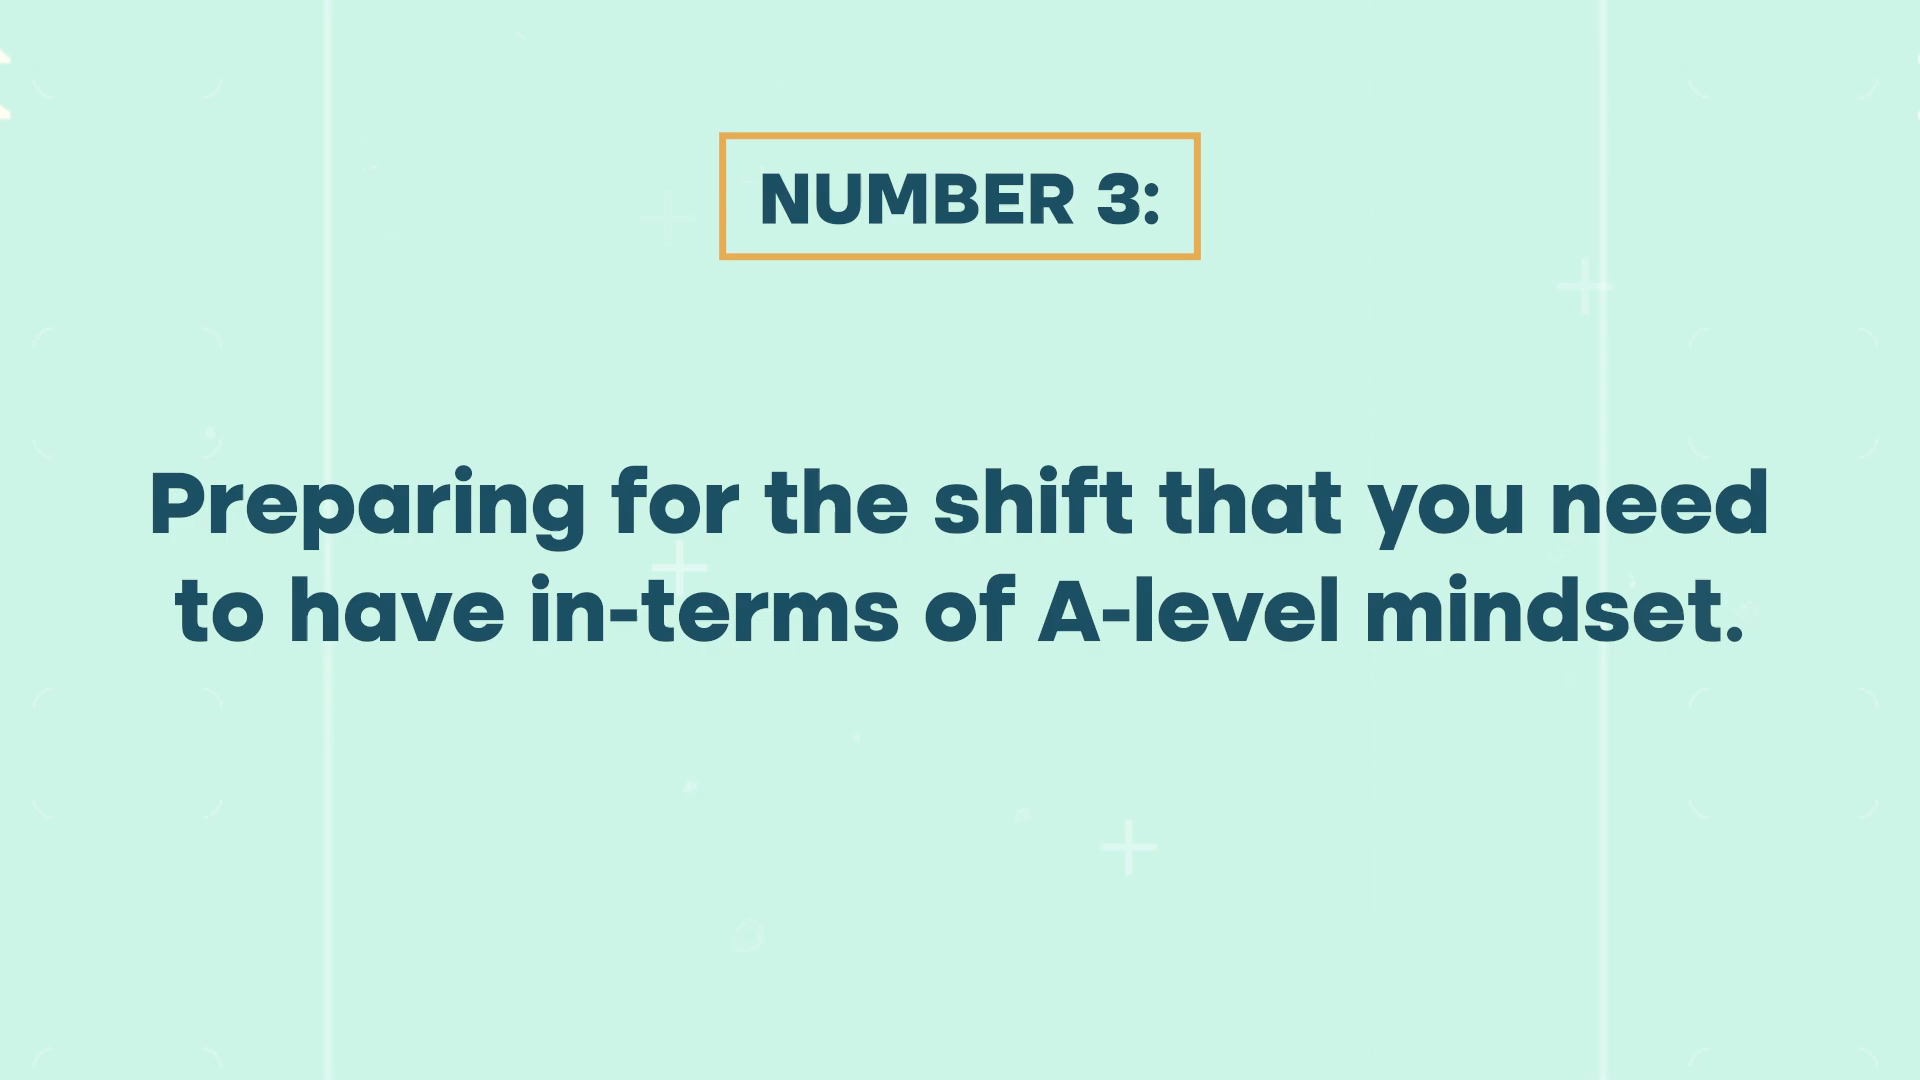 NUMBER 3:
Preparing for the shift that you need
to have in-terms of A-level mindset.